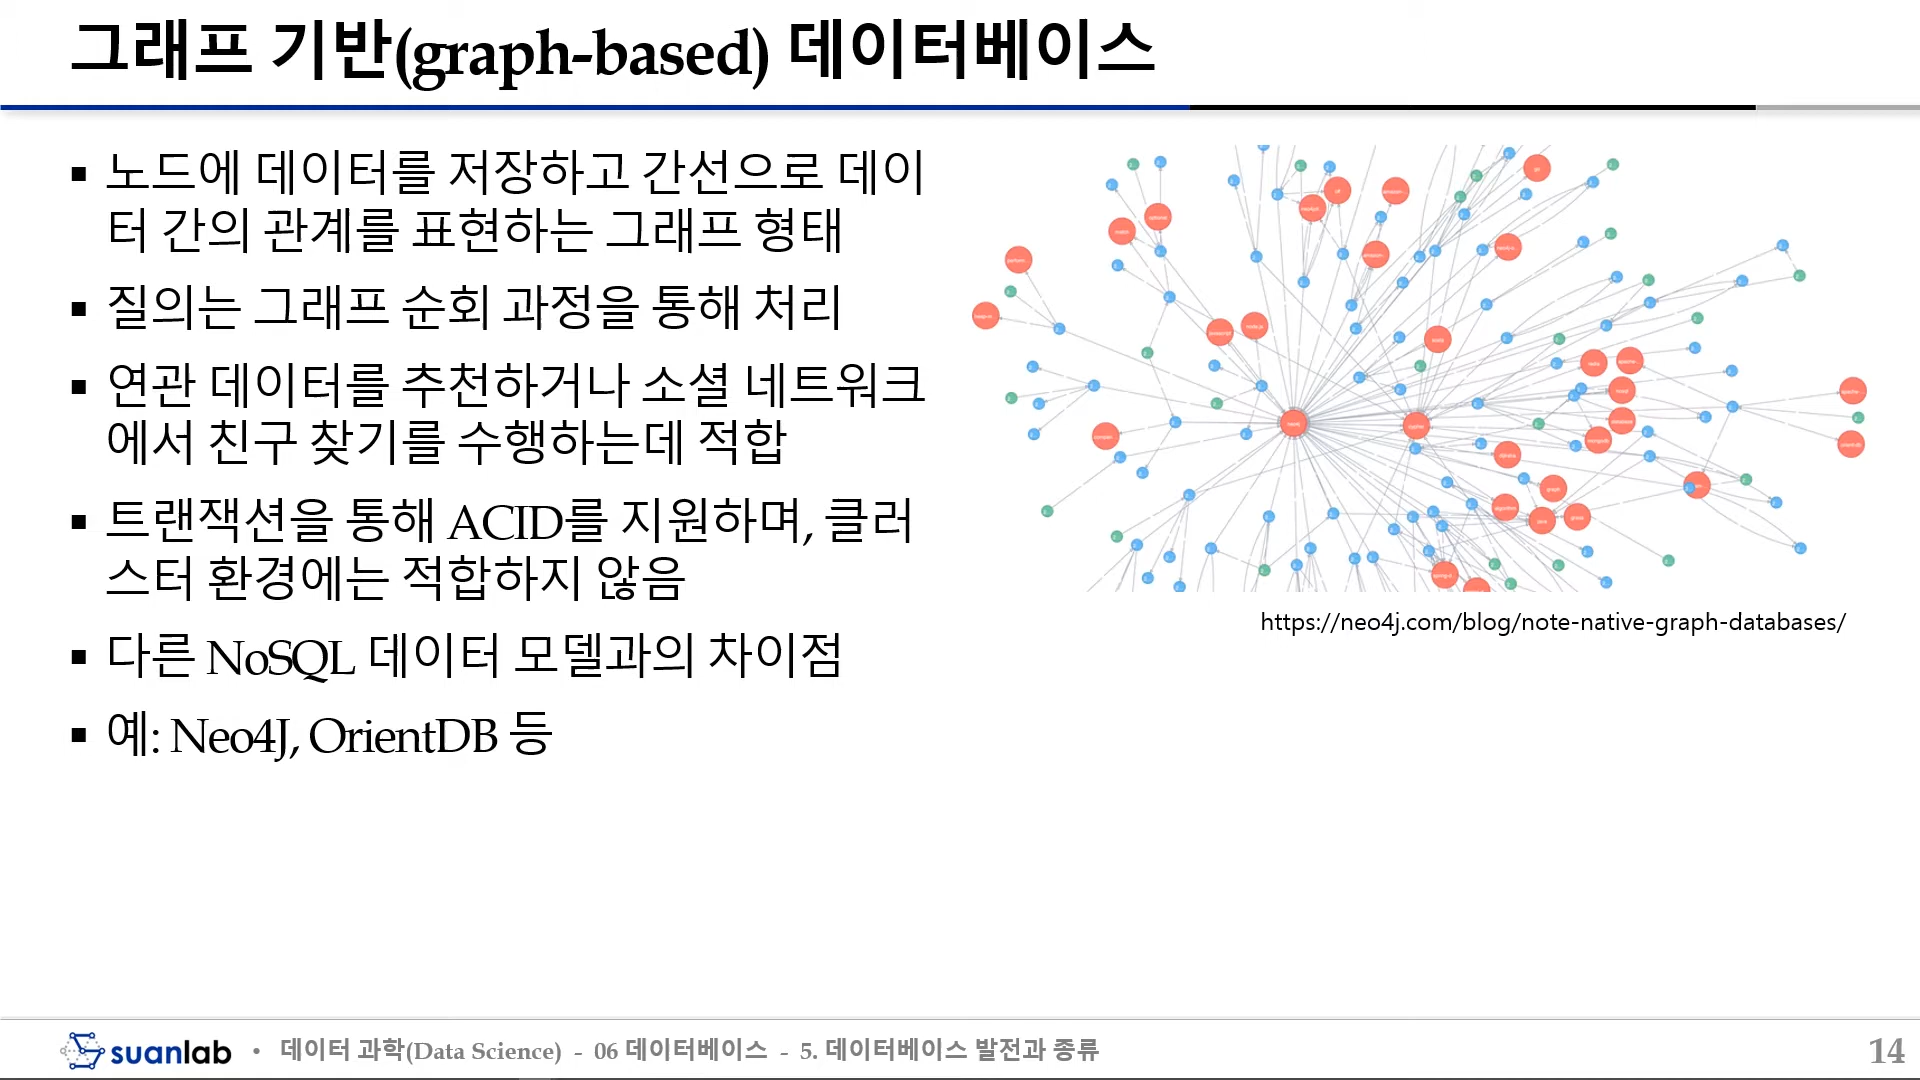 그래프 기반(graph-based) 데이터베이스
▪ 노드에 데이터를 저장하고 간선으로 데이
터 간의 관계를 표현하는 그래프 형태
▪ 질의는 그래프 순회 과정을 통해 처리
▪ 연관 데이터를 추천하거나 소셜 네트워크
에서 친구 찾기를 수행하는데 적합
▪ 트랜잭션을 통해 ACID를 지원하며, 클러
스터 환경에는 적합하지 않음
▪ 다른 NoSQL 데이터 모델과의 차이점
▪ 예: Neo4J, OrientDB 등
https://neo4j.com/blog/note-native-graph-databases/
suanlab • 데이터 과학(Data Science) - 06 데이터베이스 - 5. 데이터베이스 발전과 종류
14